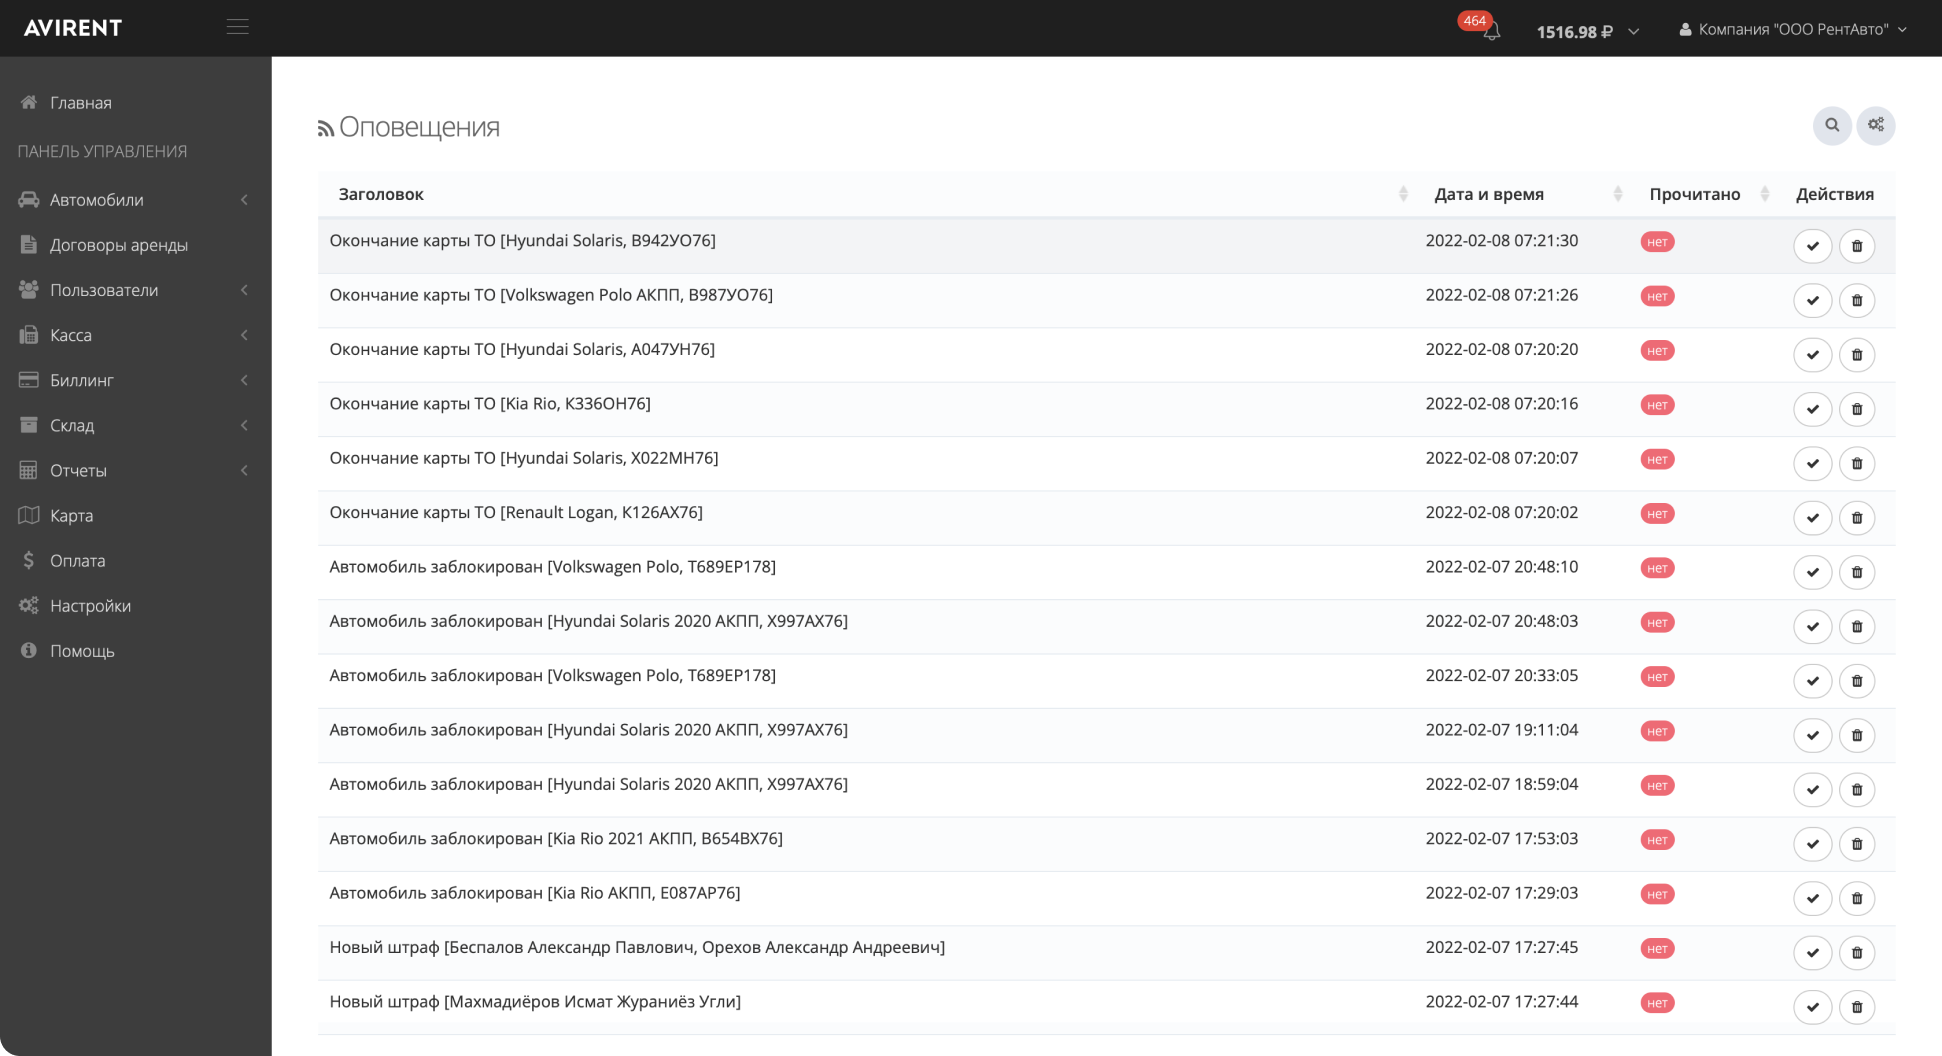 AVIRENT
464
1516.98 ₽
Компания "ООО РентАвто"
Главная
ПАНЕЛЬ УПРАВЛЕНИЯ
Автомобили
Договоры аренды
Пользователи
Касса
Биллинг
Склад
Отчеты
Карта
Оплата
Настройки
Помощь
Оповещения
Заголовок Дата и время Прочитано Действия
Окончание карты ТО [Hyundai Solaris, В942УО76] 2022-02-08 07:21:30 нет
Окончание карты ТО [Volkswagen Polo АКПП, В987УО76] 2022-02-08 07:21:26 нет
Окончание карты ТО [Hyundai Solaris, А047УН76] 2022-02-08 07:20:20 нет
Окончание карты ТО [Kia Rio, К336ОН76] 2022-02-08 07:20:16 нет
Окончание карты ТО [Hyundai Solaris, Х022МН76] 2022-02-08 07:20:07 нет
Окончание карты ТО [Renault Logan, К126АХ76] 2022-02-08 07:20:02 нет
Автомобиль заблокирован [Volkswagen Polo, Т689ЕР178] 2022-02-07 20:48:10 нет
Автомобиль заблокирован [Hyundai Solaris 2020 АКПП, Х997АХ76] 2022-02-07 20:48:03 нет
Автомобиль заблокирован [Volkswagen Polo, Т689ЕР178] 2022-02-07 20:33:05 нет
Автомобиль заблокирован [Hyundai Solaris 2020 АКПП, Х997АХ76] 2022-02-07 19:11:04 нет
Автомобиль заблокирован [Hyundai Solaris 2020 АКПП, Х997АХ76] 2022-02-07 18:59:04 нет
Автомобиль заблокирован [Kia Rio 2021 АКПП, В654ВХ76] 2022-02-07 17:53:03 нет
Автомобиль заблокирован [Kia Rio АКПП, Е087АР76] 2022-02-07 17:29:03 нет
Новый штраф [Беспалов Александр Павлович, Орехов Александр Андреевич] 2022-02-07 17:27:45 нет
Новый штраф [Махмадиёров Исмат Жураниёз Угли] 2022-02-07 17:27:44 нет